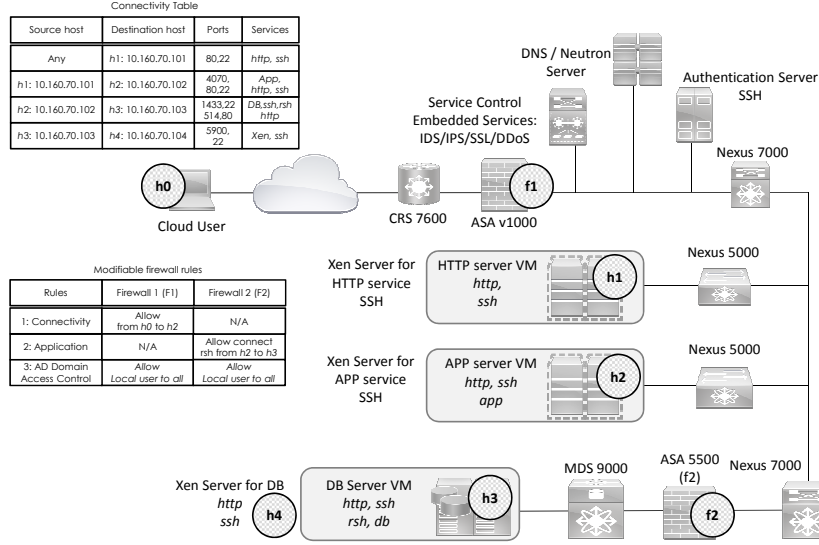 Connectivity Table
Source host Destination host Ports Services
Any h1: 10.160.70.101 80,22 http, ssh
h1: 10.160.70.101 h2: 10.160.70.102 4070, 80,22 App, http, ssh
h2: 10.160.70.102 h3: 10.160.70.103 1433,22 514,80 DB,ssh,rsh http
h3: 10.160.70.103 h4: 10.160.70.104 5900, 22 Xen, ssh
DNS / Neutron
Server
Authentication Server
SSH
Service Control
Embedded Services:
IDS/IPS/SSL/DDoS
Nexus 7000
h0
Cloud User
CRS 7600
f1
ASA v1000
Modifiable firewall rules
Rules Firewall 1 (F1) Firewall 2 (F2)
1: Connectivity Allow from h0 to h2 N/A
2: Application N/A Allow connect rsh from h2 to h3
3: AD Domain Access Control Allow Local user to all Allow Local user to all
Xen Server for
HTTP service
SSH
HTTP server VM
http,
ssh
h1
Nexus 5000
Xen Server for
APP service
SSH
APP server VM
http, ssh
app
h2
Nexus 5000
Xen Server for DB
http
ssh
h4
DB Server VM
http, ssh
rsh, db
h3
MDS 9000
ASA 5500
(f2)
f2
Nexus 7000